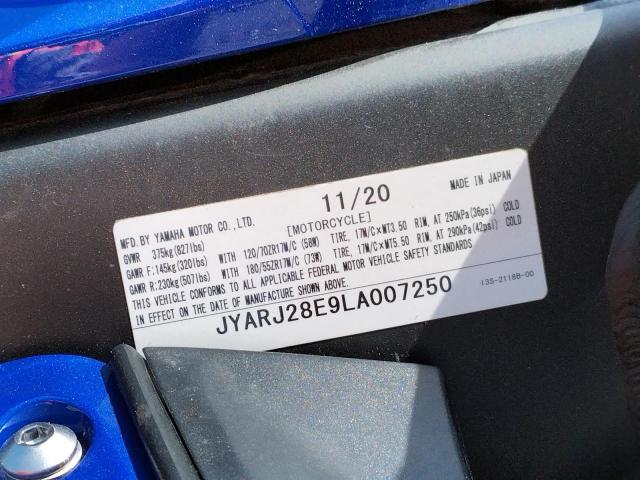 11/20 MADE IN JAPAN
MFD. BY YAMAHA MOTOR CO., LTD. [MOTORCYCLE]
GVWR 375kg(827lbs)
GAWR F:145kg(320lbs) WITH 120/70ZR17M/C (58W) TIRE, 17M/C×MT3.50 RIM, AT 250kPa(36psi) COLD
GAWR R:230kg(507lbs) WITH 180/55ZR17M/C (73W) TIRE, 17M/C×MT5.50 RIM, AT 290kPa(42psi) COLD
THIS VEHICLE CONFORMS TO ALL APPLICABLE FEDERAL MOTOR VEHICLE SAFETY STANDARDS
IN EFFECT ON THE DATE OF MANUFACTURE SHOWN ABOVE. 13S-2118B-00
JYARJ28E9LA007250